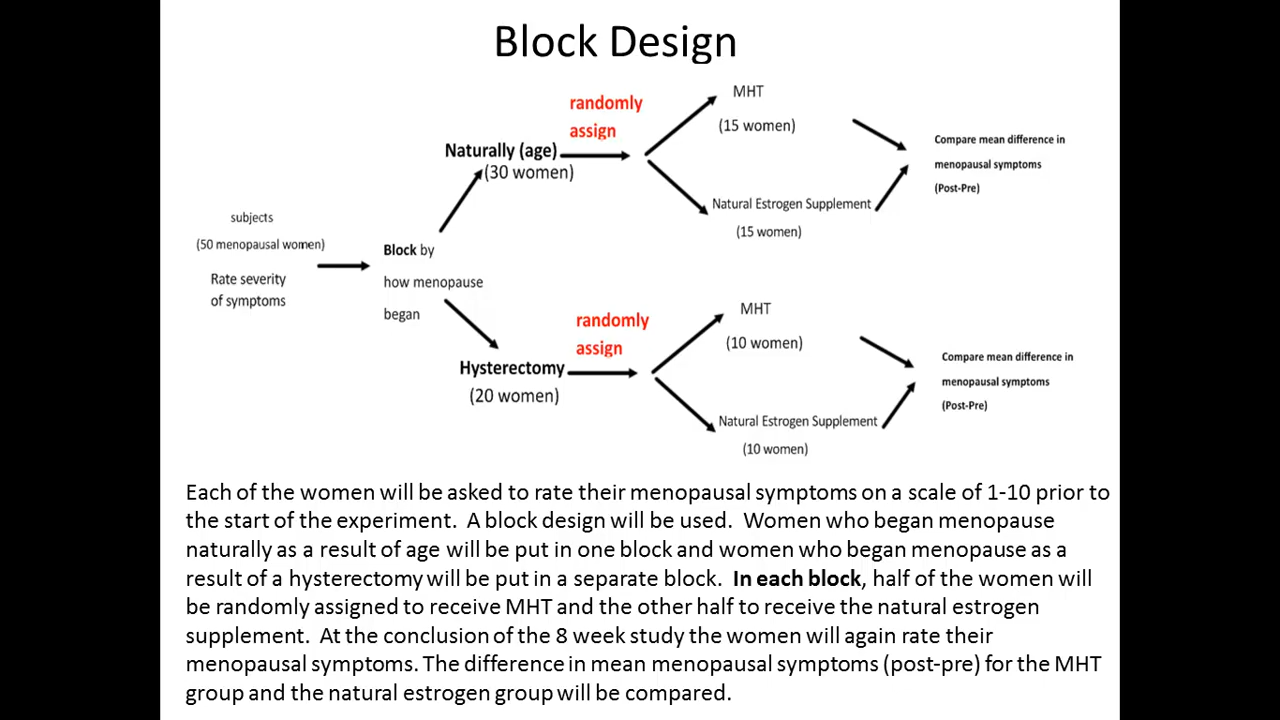 Block Design
subjects
(50 menopausal women)
Rate severity
of symptoms
Block by
how menopause
began
Naturally (age)
(30 women)
randomly
assign
MHT
(15 women)
Natural Estrogen Supplement
(15 women)
Compare mean difference in
menopausal symptoms
(Post-Pre)
Hysterectomy
(20 women)
randomly
assign
MHT
(10 women)
Natural Estrogen Supplement
(10 women)
Compare mean difference in
menopausal symptoms
(Post-Pre)
Each of the women will be asked to rate their menopausal symptoms on a scale of 1-10 prior to
the start of the experiment.  A block design will be used.  Women who began menopause
naturally as a result of age will be put in one block and women who began menopause as a
result of a hysterectomy will be put in a separate block.  In each block, half of the women will
be randomly assigned to receive MHT and the other half to receive the natural estrogen
supplement.  At the conclusion of the 8 week study the women will again rate their
menopausal symptoms. The difference in mean menopausal symptoms (post-pre) for the MHT
group and the natural estrogen group will be compared.